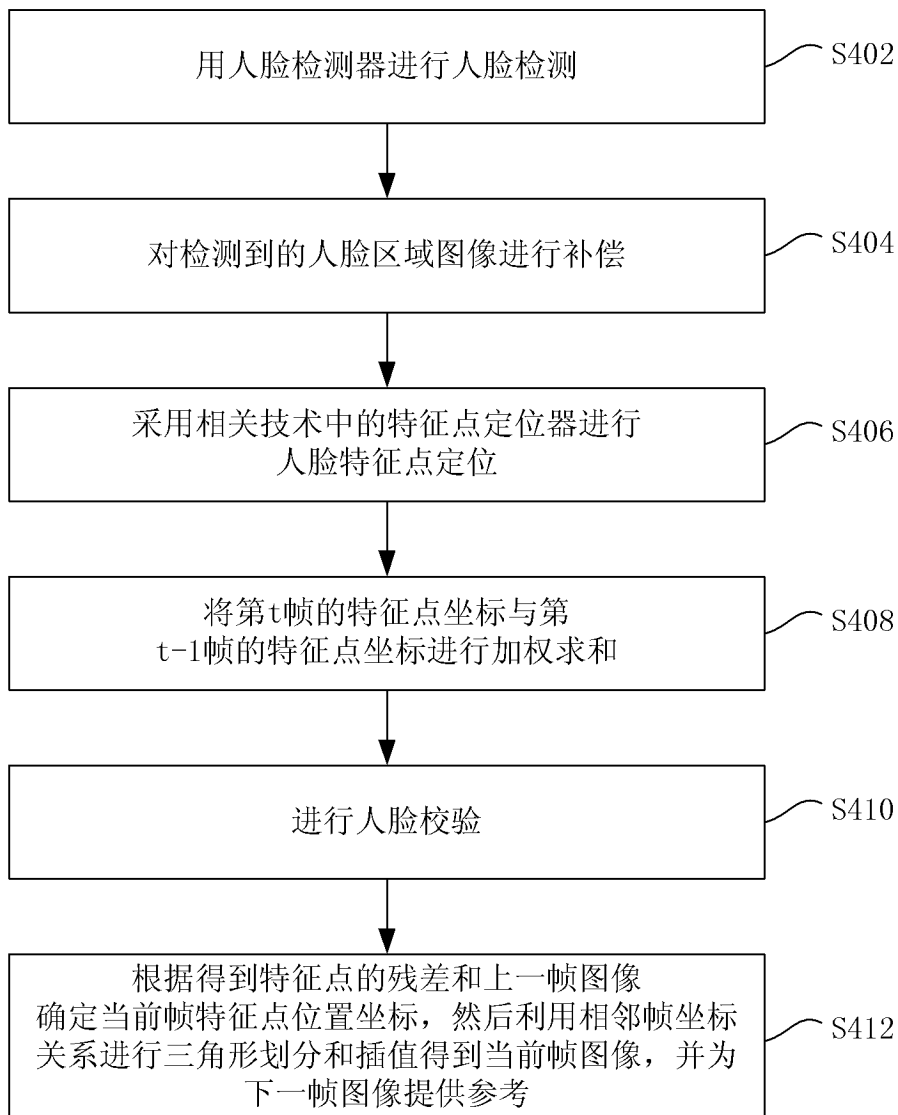 用人脸检测器进行人脸检测
S402
对检测到的人脸区域图像进行补偿
S404
采用相关技术中的特征点定位器进行
人脸特征点定位
S406
将第t帧的特征点坐标与第
t-1帧的特征点坐标进行加权求和
S408
进行人脸校验
S410
根据得到特征点的残差和上一帧图像
确定当前帧特征点位置坐标，然后利用相邻帧坐标
关系进行三角形划分和插值得到当前帧图像，并为
下一帧图像提供参考
S412